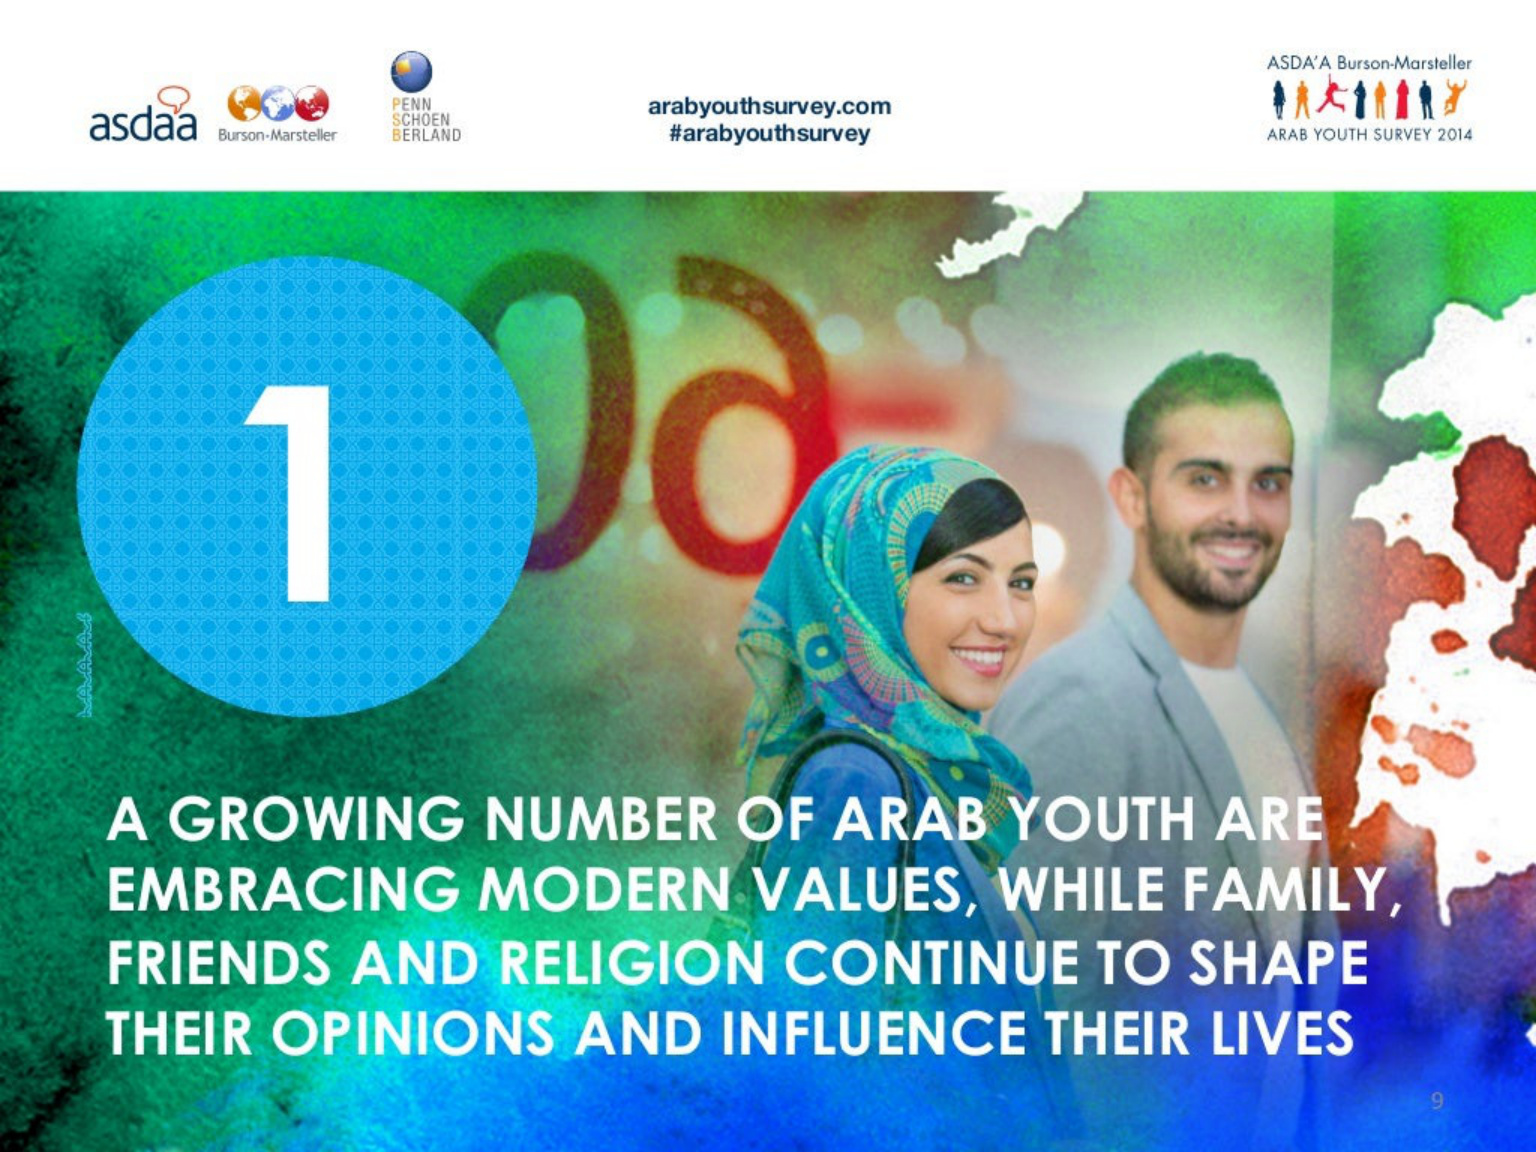 asdaa
Burson·Marsteller
PENN
SCHOEN
BERLAND
arabyouthsurvey.com
#arabyouthsurvey
ASDA'A Burson-Marsteller
ARAB YOUTH SURVEY 2014
1
A GROWING NUMBER OF ARAB YOUTH ARE
EMBRACING MODERN VALUES, WHILE FAMILY,
FRIENDS AND RELIGION CONTINUE TO SHAPE
THEIR OPINIONS AND INFLUENCE THEIR LIVES
9